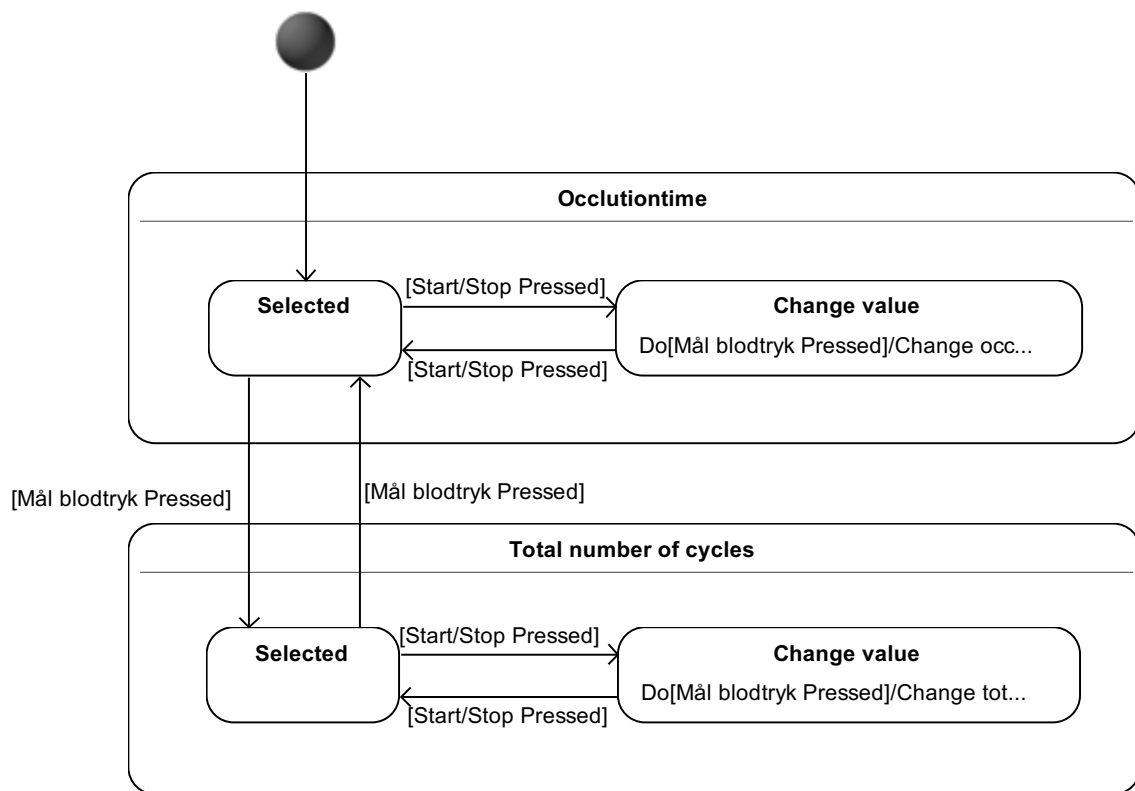 Occlutiontime
Selected
[Start/Stop Pressed]
Change value
Do[Mål blodtryk Pressed]/Change occ...
[Start/Stop Pressed]
[Mål blodtryk Pressed]
[Mål blodtryk Pressed]
Total number of cycles
Selected
[Start/Stop Pressed]
Change value
Do[Mål blodtryk Pressed]/Change tot...
[Start/Stop Pressed]